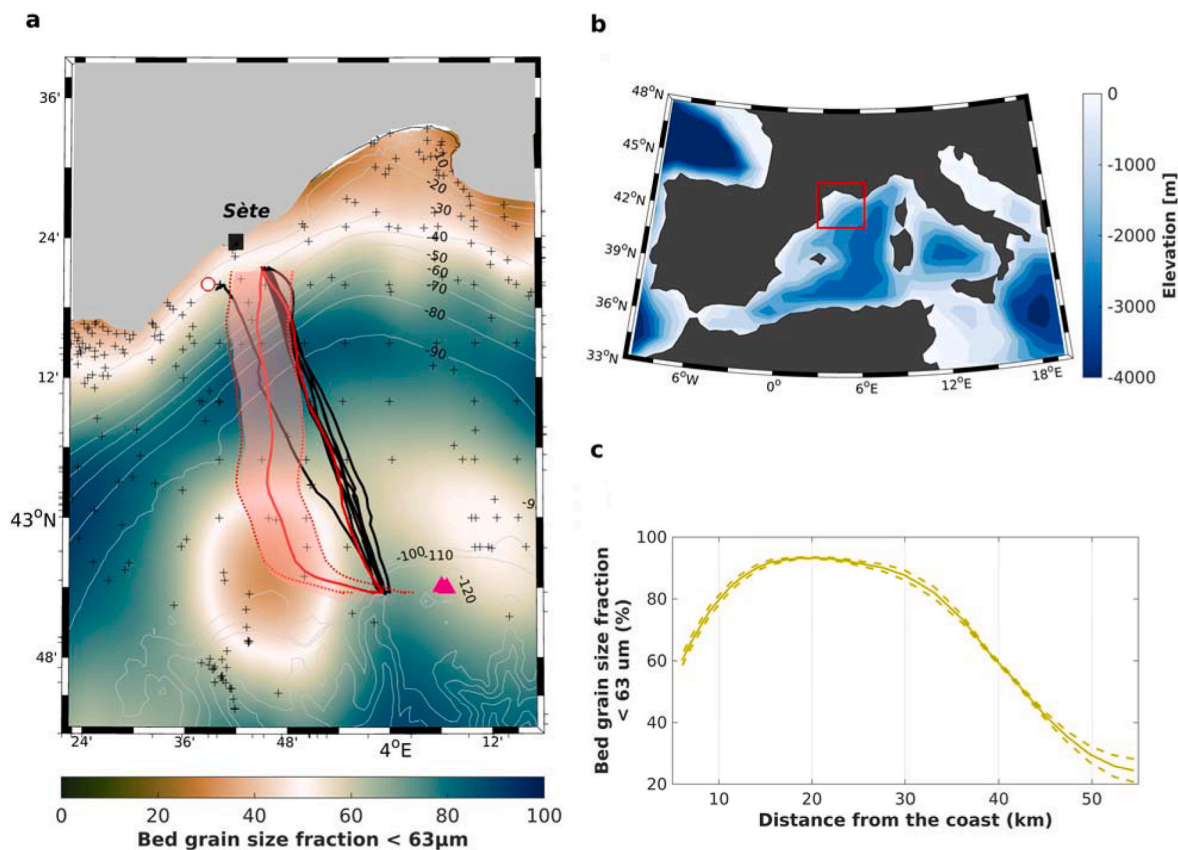 a
36'
24'
12'
43°N
48'
24'
36'
48'
4°E
12'
Sète
-10
-20
-30
-40
-50
-60
-70
-80
-90
-9
-100
-110
-120
0
20
40
60
80
100
Bed grain size fraction < 63μm
b
48°N
45°N
42°N
39°N
36°N
33°N
6°W
0°
6°E
12°E
18°E
0
-1000
-2000
-3000
-4000
Elevation [m]
c
100
80
60
40
20
Bed grain size fraction
< 63 um (%)
10
20
30
40
50
Distance from the coast (km)